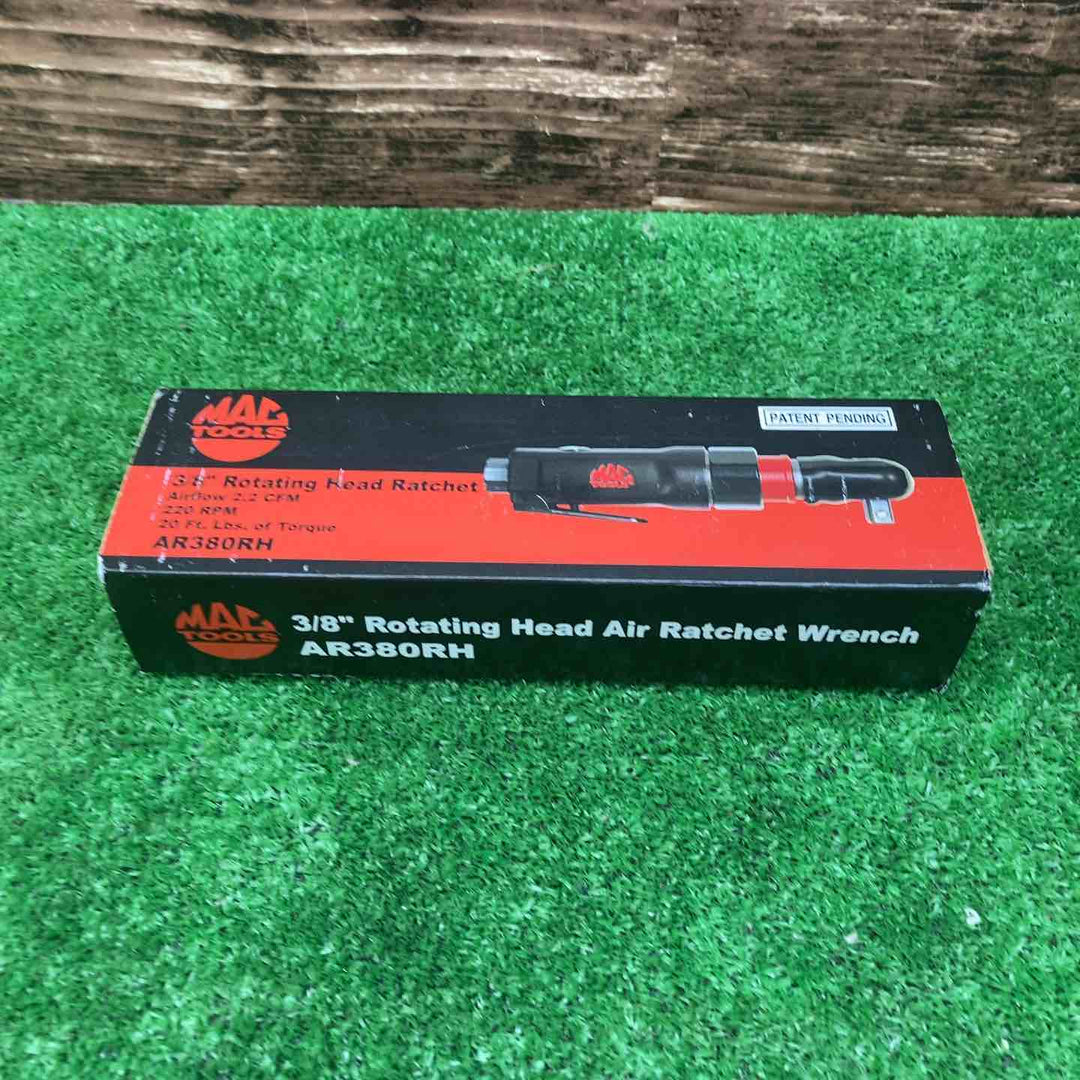 MAC
TOOLS
PATENT PENDING
3/8" Rotating Head Ratchet
Airflow 2.2 CFM
220 RPM
20 Ft. Lbs. of Torque
AR380RH
MAC
TOOLS
MAC
TOOLS
3/8" Rotating Head Air Ratchet Wrench
AR380RH